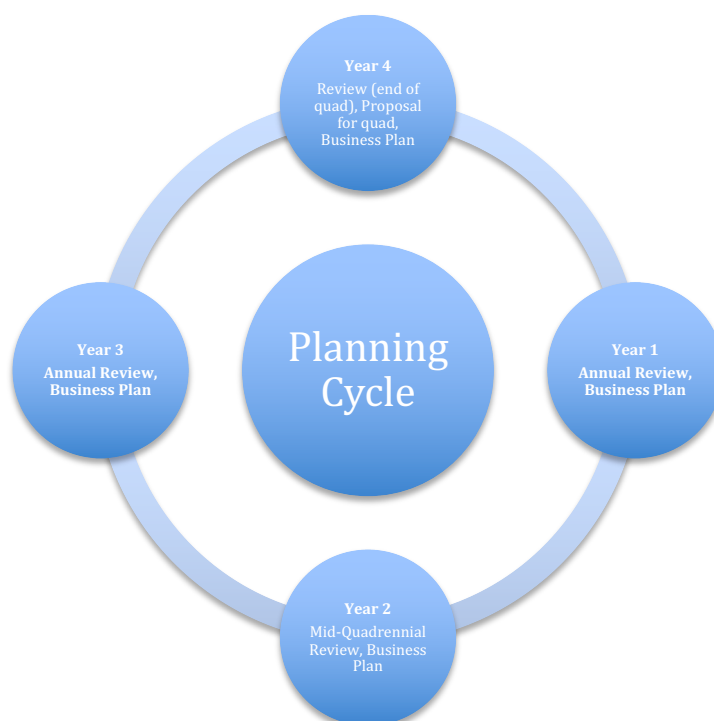 Year 4
Review (end of
quad), Proposal
for quad,
Business Plan
Planning
Cycle
Year 3
Annual Review,
Business Plan
Year 1
Annual Review,
Business Plan
Year 2
Mid-Quadrennial
Review, Business
Plan